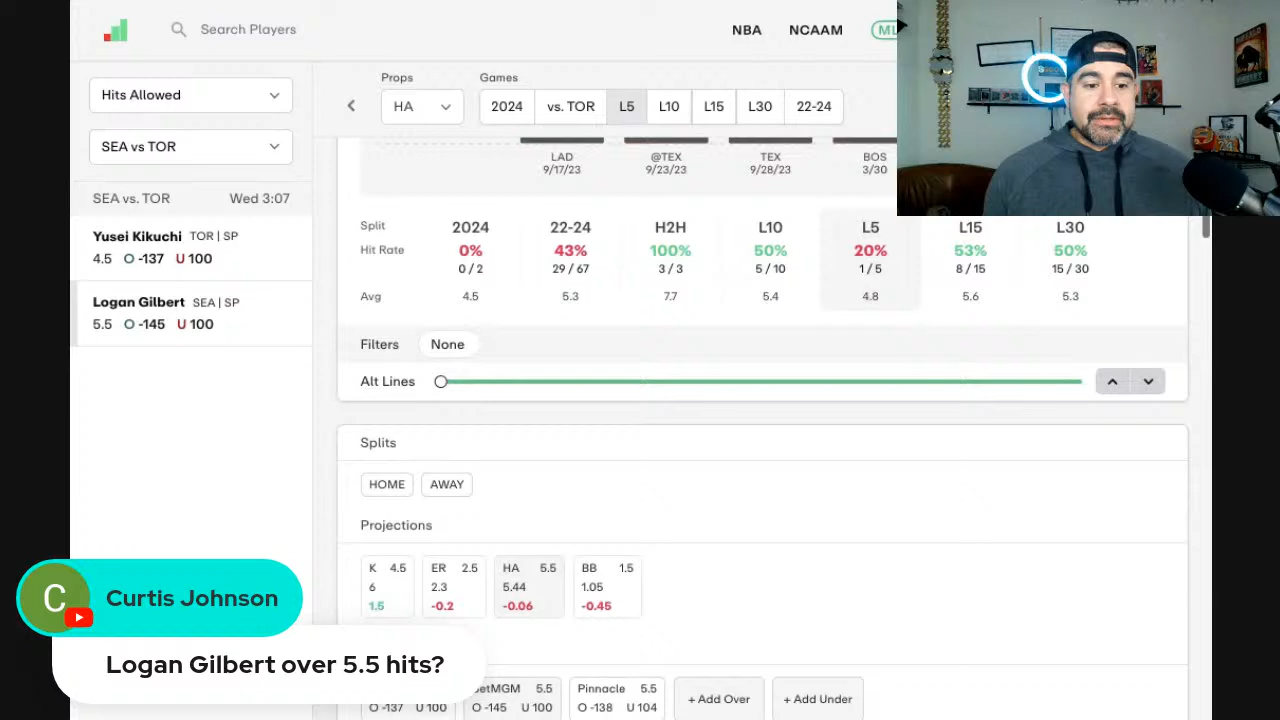 Search Players
NBA
NCAAM
Hits Allowed
SEA vs TOR
Props
HA
Games
2024
vs. TOR
L5
L10
L15
L30
22-24
SEA vs. TOR Wed 3:07
Yusei Kikuchi TOR | SP
4.5 O -137 U 100
Logan Gilbert SEA | SP
5.5 O -145 U 100
LAD @TEX TEX BOS
9/17/23 9/23/23 9/28/23 3/30
Split 2024 22-24 H2H L10 L5 L15 L30
Hit Rate 0% 43% 100% 50% 20% 53% 50%
0 / 2 29 / 67 3 / 3 5 / 10 1 / 5 8 / 15 15 / 30
Avg 4.5 5.3 7.7 5.4 4.8 5.6 5.3
Filters None
Alt Lines
Splits
HOME AWAY
Projections
K 4.5 ER 2.5 HA 5.5 BB 1.5
6 2.3 5.44 1.05
1.5 -0.2 -0.06 -0.45
5.5 Pinnacle 5.5 + Add Over + Add Under
O -137 U 100 O -145 U 100 O -138 U 104
C Curtis Johnson
Logan Gilbert over 5.5 hits?